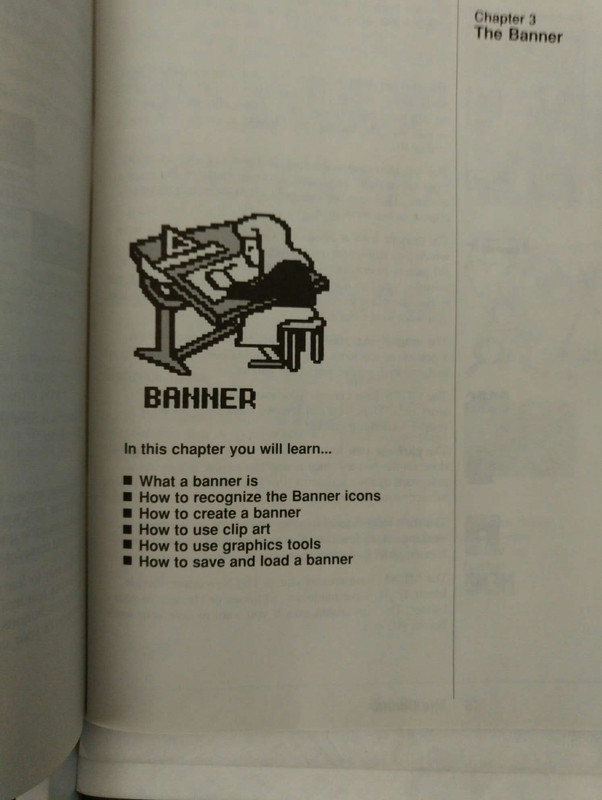 Chapter 3
The Banner
BANNER
In this chapter you will learn...
■ What a banner is
■ How to recognize the Banner icons
■ How to create a banner
■ How to use clip art
■ How to use graphics tools
■ How to save and load a banner